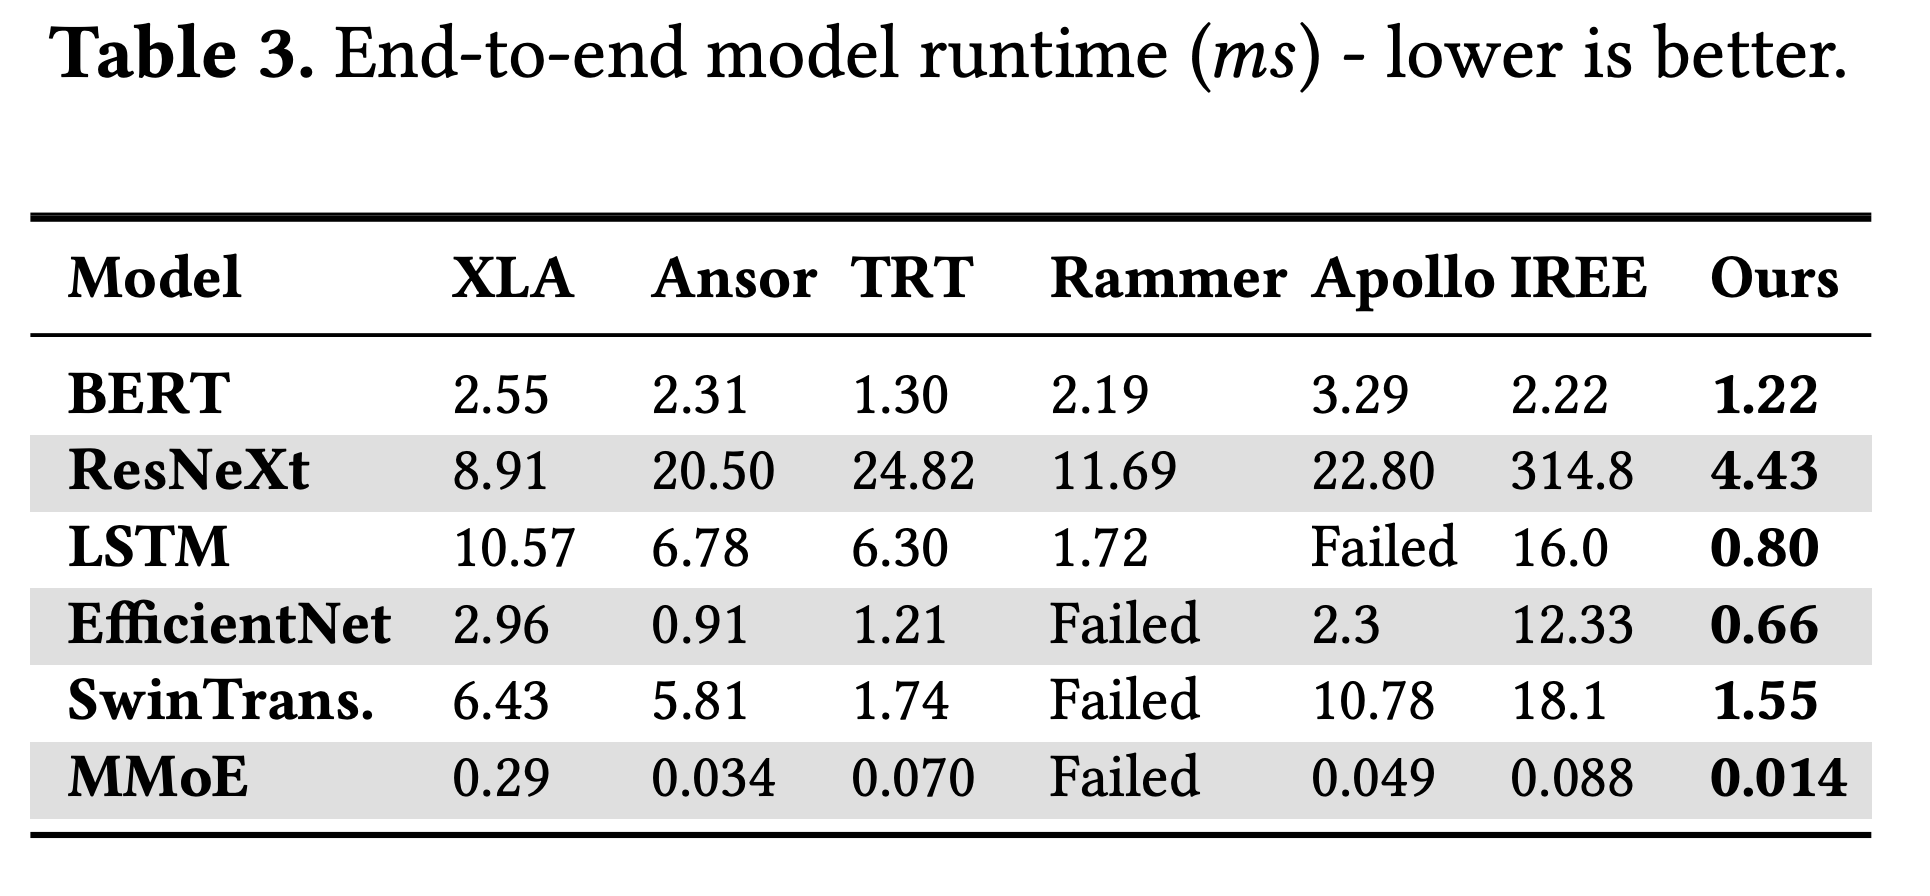 Table 3. End-to-end model runtime (ms) - lower is better.
Model XLA Ansor TRT Rammer Apollo IREE Ours
BERT 2.55 2.31 1.30 2.19 3.29 2.22 1.22
ResNeXt 8.91 20.50 24.82 11.69 22.80 314.8 4.43
LSTM 10.57 6.78 6.30 1.72 Failed 16.0 0.80
EfficientNet 2.96 0.91 1.21 Failed 2.3 12.33 0.66
SwinTrans. 6.43 5.81 1.74 Failed 10.78 18.1 1.55
MMoE 0.29 0.034 0.070 Failed 0.049 0.088 0.014